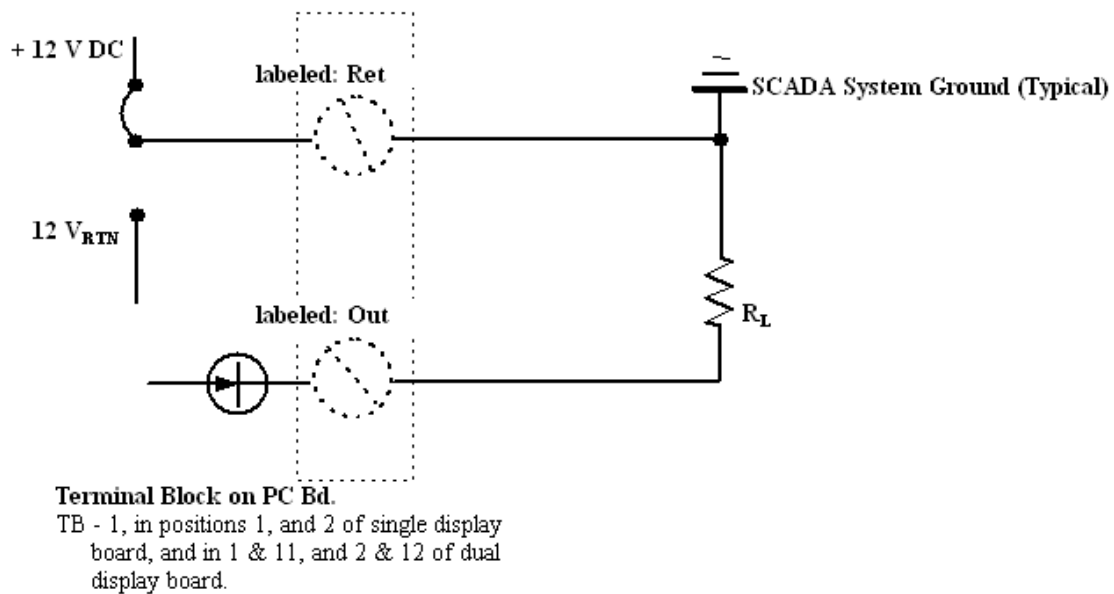 + 12 V DC
labeled: Ret
SCADA System Ground (Typical)
12 VRTN
labeled: Out
RL
Terminal Block on PC Bd.
TB - 1, in positions 1, and 2 of single display
board, and in 1 & 11, and 2 & 12 of dual
display board.